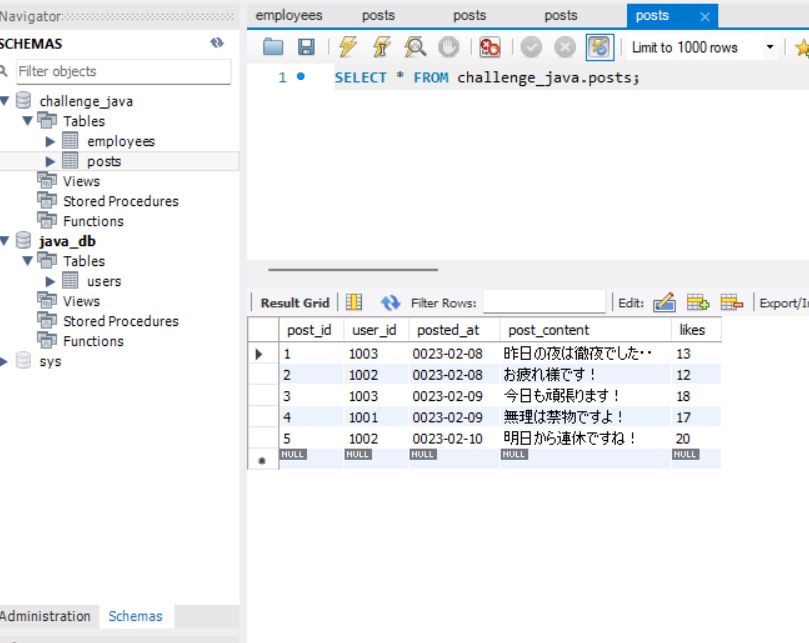 Navigator
SCHEMAS
Filter objects
challenge_java
Tables
employees
posts
Views
Stored Procedures
Functions
java_db
Tables
users
Views
Stored Procedures
Functions
sys
Administration Schemas
employees posts posts posts posts
Limit to 1000 rows
1 SELECT * FROM challenge_java.posts;
Result Grid Filter Rows: Edit: Export/I
post_id user_id posted_at post_content likes
1 1003 0023-02-08 昨日の夜は徹夜でした・・ 13
2 1002 0023-02-08 お疲れ様です！ 12
3 1003 0023-02-09 今日も頑張ります！ 18
4 1001 0023-02-09 無理は禁物ですよ！ 17
5 1002 0023-02-10 明日から連休ですね！ 20
NULL NULL NULL NULL NULL